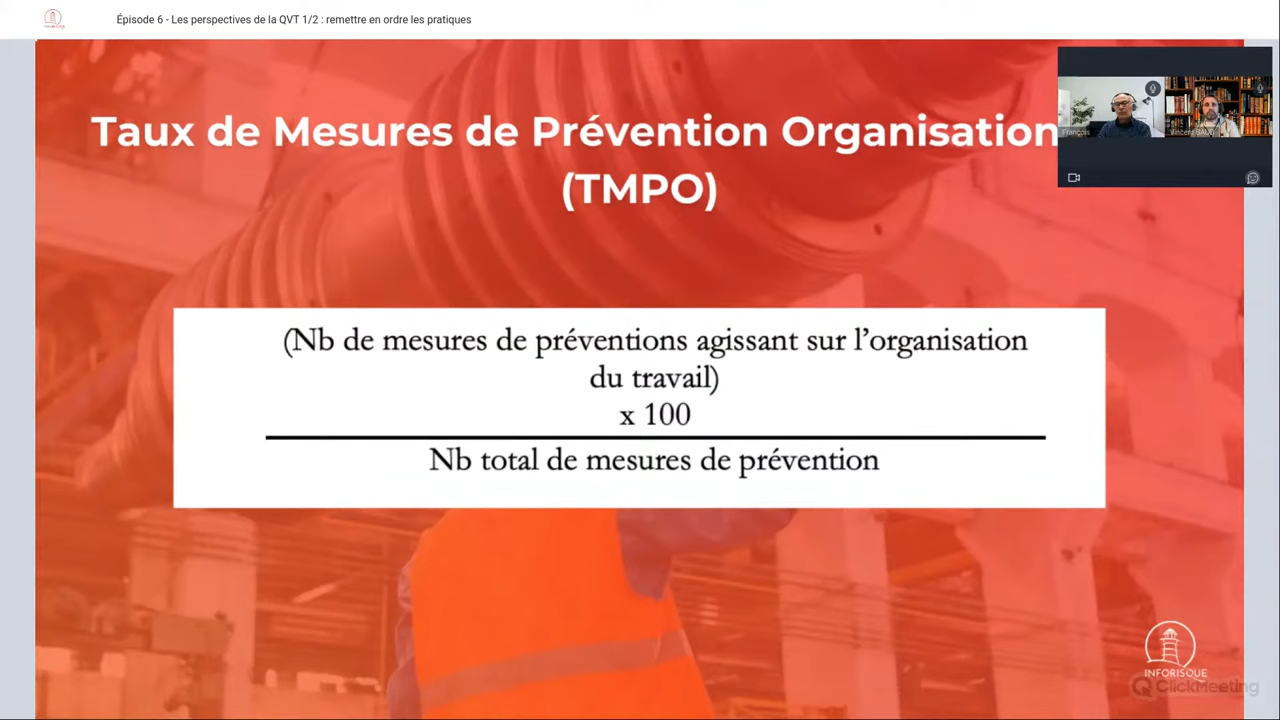 Épisode 6 - Les perspectives de la QVT 1/2 : remettre en ordre les pratiques
Taux de Mesures de Prévention Organisation
(TMPO)
François
Vincent BAUD
(Nb de mesures de préventions agissant sur l’organisation
du travail)
x 100
Nb total de mesures de prévention
INFORISQUE
ClickMeeting